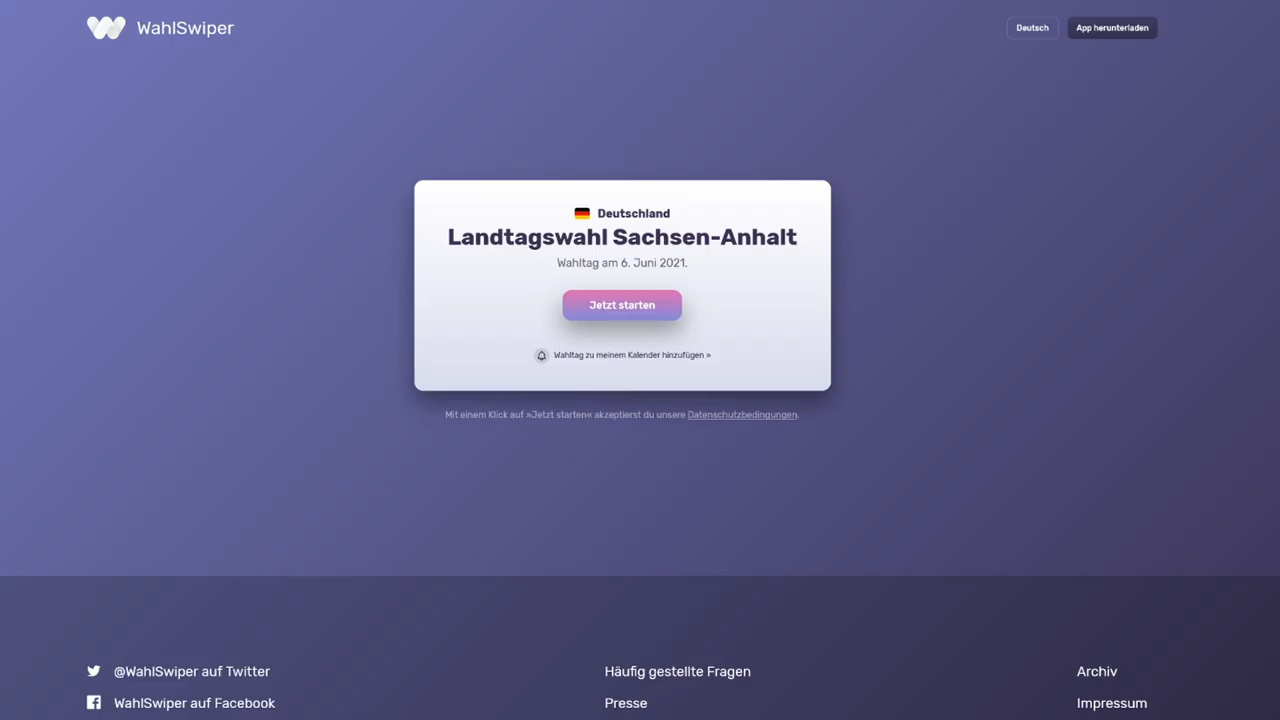 WahlSwiper
Deutsch
App herunterladen
Deutschland
Landtagswahl Sachsen-Anhalt
Wahltag am 6. Juni 2021.
Jetzt starten
Wahltag zu meinem Kalender hinzufügen »
Mit einem Klick auf »Jetzt starten« akzeptierst du unsere Datenschutzbedingungen.
@WahlSwiper auf Twitter
WahlSwiper auf Facebook
Häufig gestellte Fragen
Presse
Archiv
Impressum